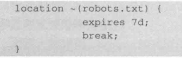 location ~(robots.txt) {
expires 7d;
break;
}